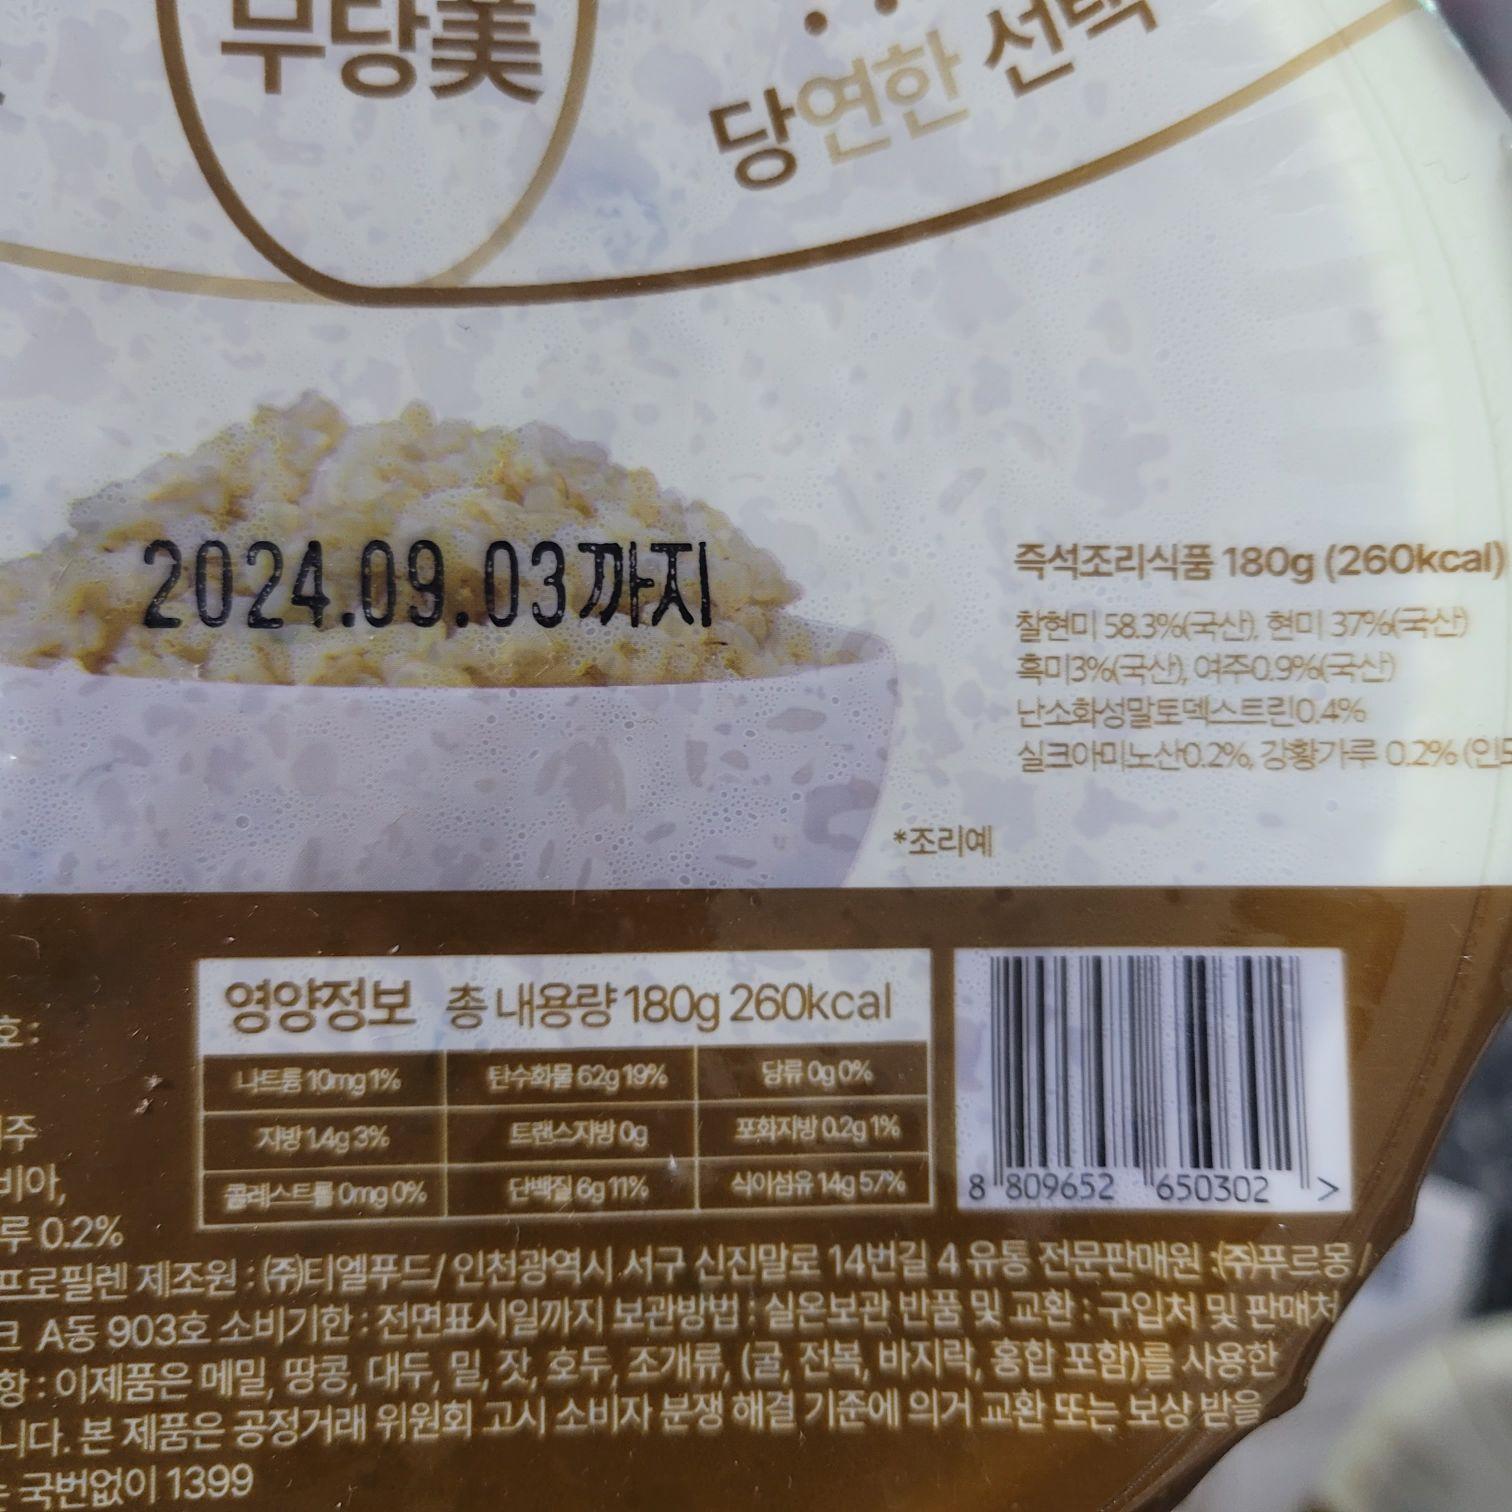 무당美
당연한 선택
2024.09.03까지
즉석조리식품 180g (260kcal)
찰현미 58.3%(국산), 현미 37%(국산)
흑미3%(국산), 여주0.9%(국산)
난소화성말토덱스트린0.4%
실크아미노산0.2%, 강황가루 0.2% (인
*조리예
영양정보 총 내용량 180g 260kcal
나트륨 10mg 1% 탄수화물 62g 19% 당류 0g 0%
지방 1.4g 3% 트랜스지방 0g 포화지방 0.2g 1%
콜레스트롤 0mg 0% 단백질 6g 11% 식이섬유 14g 57%
8 809652 650302 >
호:
주
비아,
루 0.2%
프로필렌 제조원 : (주)티엘푸드/ 인천광역시 서구 신진말로 14번길 4 유통 전문판매원 :(주)푸르몽 /
크 A동 903호 소비기한 : 전면표시일까지 보관방법 : 실온보관 반품 및 교환 : 구입처 및 판매처
항 : 이제품은 메밀, 땅콩, 대두, 밀, 잣, 호두, 조개류, (굴, 전복, 바지락, 홍합 포함)를 사용한
니다. 본 제품은 공정거래 위원회 고시 소비자 분쟁 해결 기준에 의거 교환 또는 보상 받을
국번없이 1399